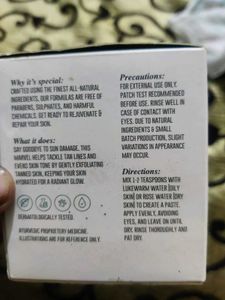 Why it's special:
CRAFTED USING THE FINEST ALL-NATURAL
INGREDIENTS, OUR FORMULAS ARE FREE OF
PARABENS, SULPHATES, AND HARMFUL
CHEMICALS. GET READY TO REJUVENATE &
REPAIR YOUR SKIN.
What it does:
SAY GOODBYE TO SUN DAMAGE, THIS
MARVEL HELPS TACKLE TAN LINES AND
EVENS SKIN TONE BY GENTLY EXFOLIATING
TANNED SKIN, KEEPING YOUR SKIN
HYDRATED FOR A RADIANT GLOW.
DERMATOLOGICALLY TESTED
AYURVEDIC PROPRIETARY MEDICINE.
ILLUSTRATIONS ARE FOR REFERENCE ONLY.
Precautions:
FOR EXTERNAL USE ONLY.
PATCH TEST RECOMMENDED
BEFORE USE. RINSE WELL IN
CASE OF CONTACT WITH
EYES. DUE TO NATURAL
INGREDIENTS & SMALL
BATCH PRODUCTION, SLIGHT
VARIATIONS IN APPEARANCE
MAY OCCUR.
Directions:
MIX 1-2 TEASPOONS WITH
LUKEWARM WATER (OILY
SKIN) OR ROSE WATER (DRY
SKIN) TO CREATE A PASTE.
APPLY EVENLY, AVOIDING
EYES, AND LEAVE ON UNTIL
DRY. RINSE THOROUGHLY AND
PAT DRY.